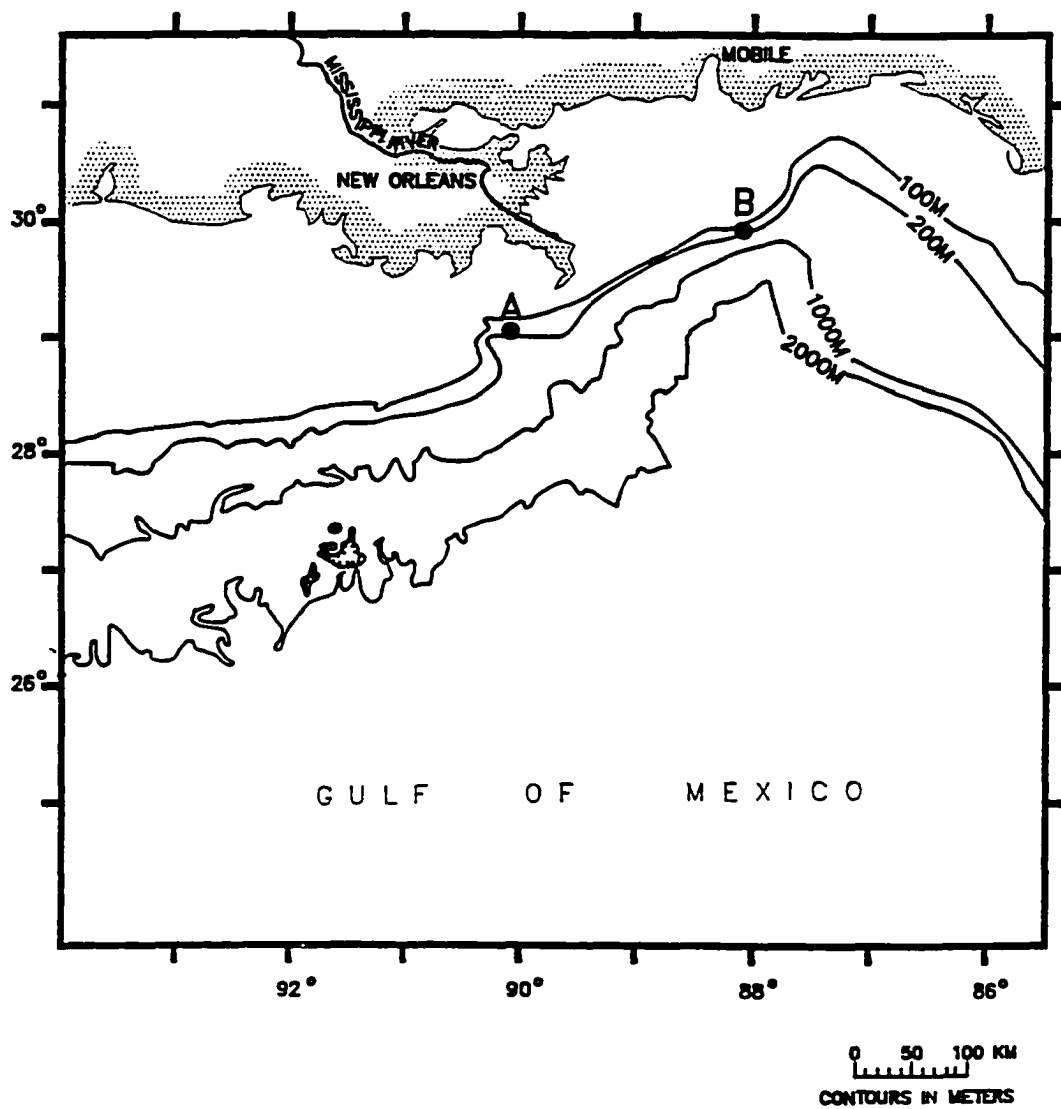 MOBILE
MISSISSIPPI RIVER
NEW ORLEANS
30°
B
100M
200M
A
1000M
2000M
28°
26°
GULF OF MEXICO
92°
90°
88°
86°
0 50 100 KM
CONTOURS IN METERS